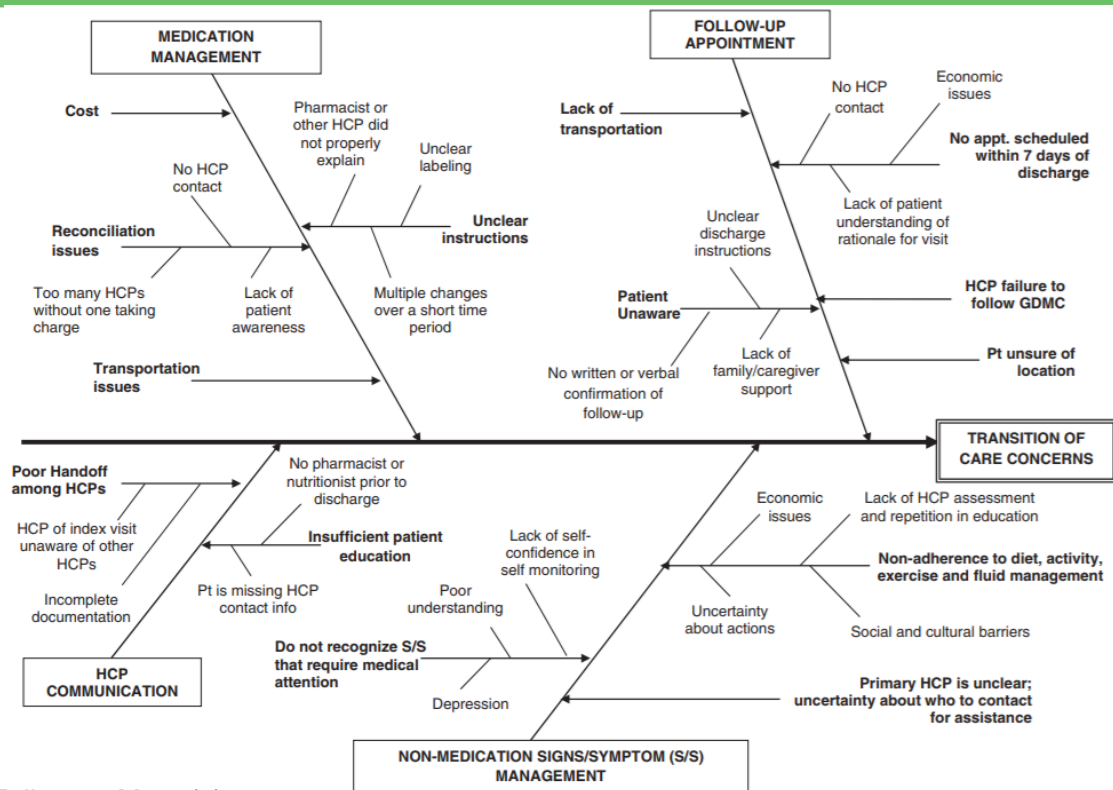 MEDICATION
MANAGEMENT
FOLLOW-UP
APPOINTMENT
Cost
Pharmacist or
other HCP did
not properly
explain
Unclear
labeling
No HCP
contact
Reconciliation
issues
Unclear
instructions
Too many HCPs
without one taking
charge
Lack of
patient
awareness
Multiple changes
over a short time
period
Transportation
issues
Lack of
transportation
No HCP
contact
Economic
issues
No appt. scheduled
within 7 days of
discharge
Lack of patient
understanding of
rationale for visit
Unclear
discharge
instructions
Patient
Unaware
HCP failure to
follow GDMC
No written or verbal
confirmation of
follow-up
Lack of
family/caregiver
support
Pt unsure of
location
TRANSITION OF
CARE CONCERNS
Poor Handoff
among HCPs
No pharmacist or
nutritionist prior to
discharge
HCP of index visit
unaware of other
HCPs
Insufficient patient
education
Incomplete
documentation
Pt is missing HCP
contact info
HCP
COMMUNICATION
Lack of self-
confidence in
self monitoring
Poor
understanding
Do not recognize S/S
that require medical
attention
Depression
Economic
issues
Lack of HCP assessment
and repetition in education
Non-adherence to diet, activity,
exercise and fluid management
Uncertainty
about actions
Social and cultural barriers
Primary HCP is unclear;
uncertainty about who to contact
for assistance
NON-MEDICATION SIGNS/SYMPTOM (S/S)
MANAGEMENT